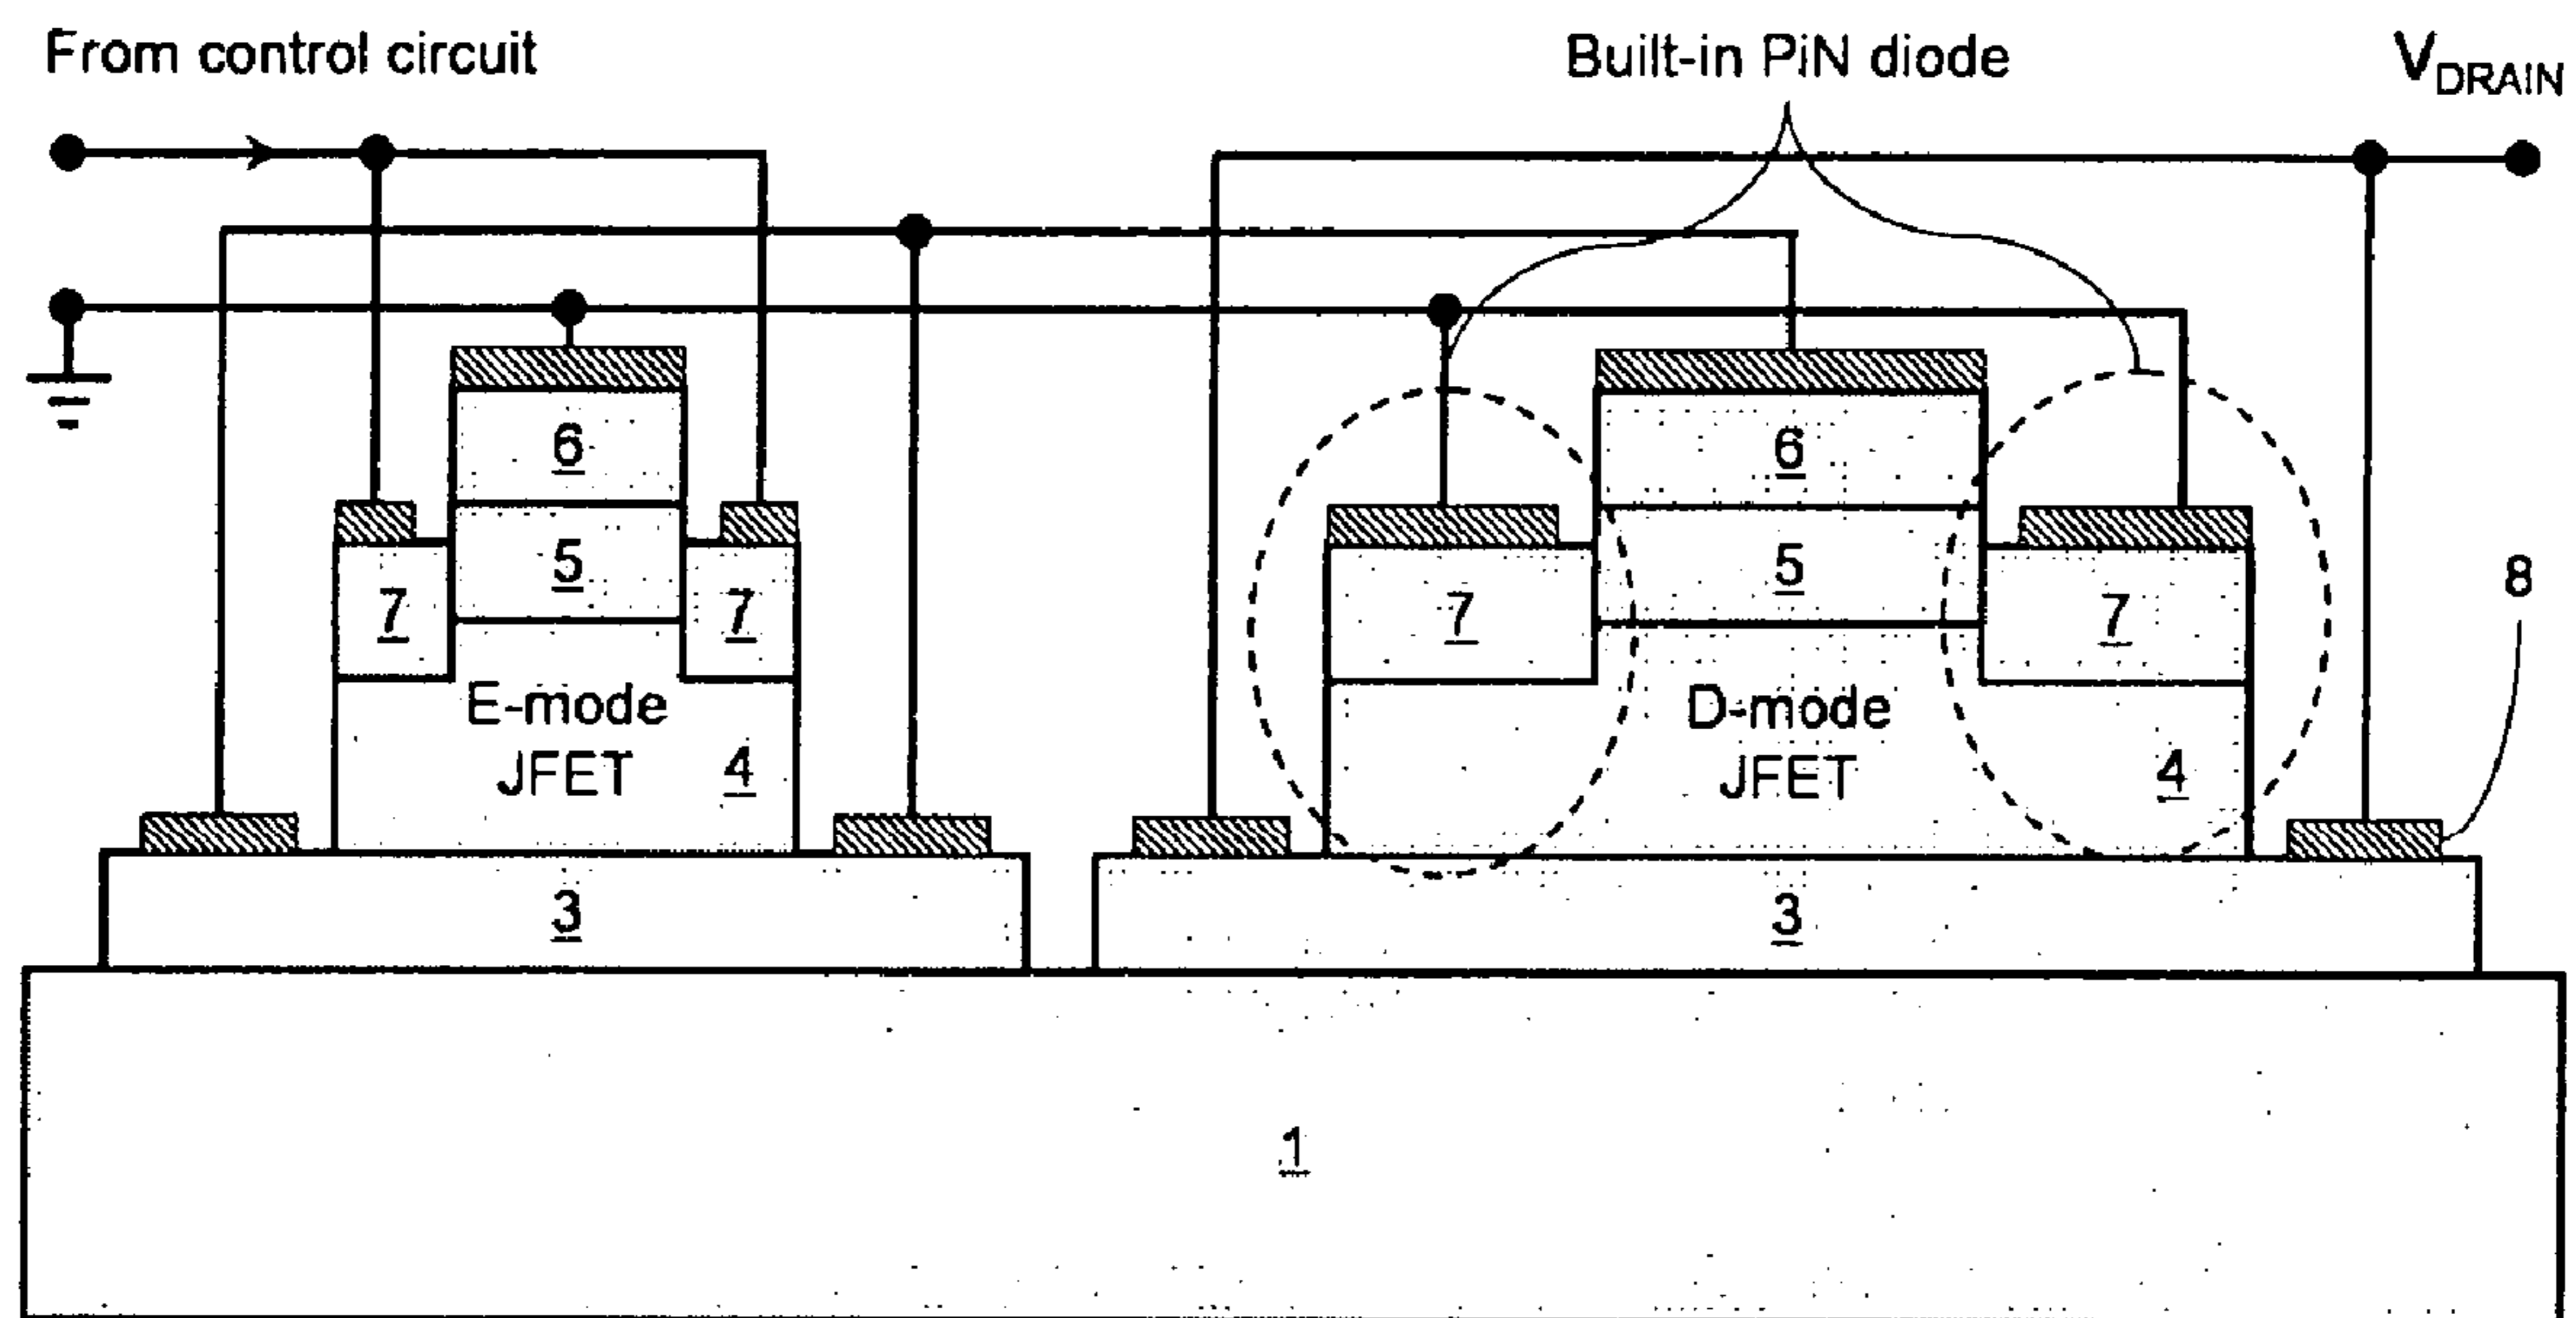 From control circuit
Built-in PiN diode
V_DRAIN
6
6
5
5
7
7
7
7
8
E-mode
JFET
4
D-mode
JFET
4
3
3
1